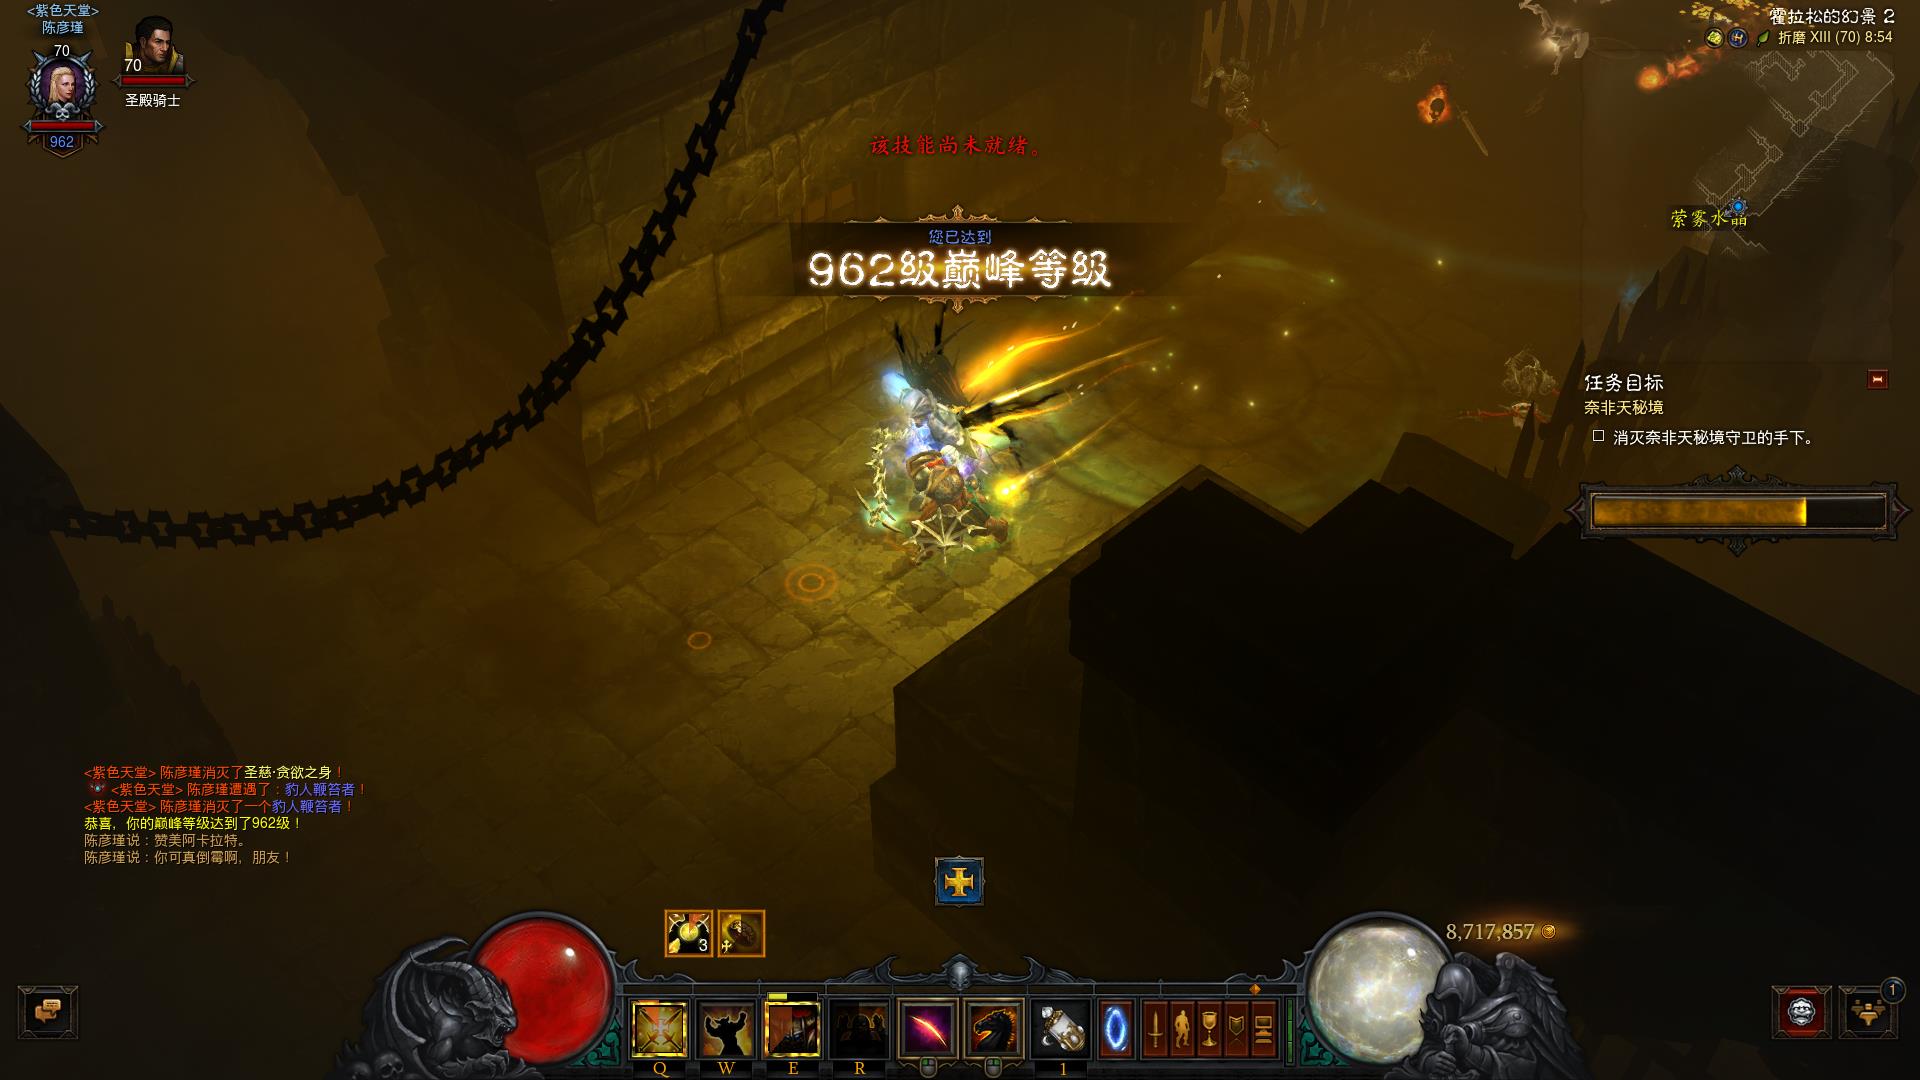 <紫色天堂>
陈彦瑾
70
962
70
圣殿骑士
霍拉松的幻景 2
折磨 XIII (70) 8:54
该技能尚未就绪。
您已达到
962级巅峰等级
萦雾水晶
任务目标
奈非天秘境
消灭奈非天秘境守卫的手下。
<紫色天堂> 陈彦瑾消灭了圣慈·贪欲之身！
<紫色天堂> 陈彦瑾遭遇了：豹人鞭笞者！
<紫色天堂> 陈彦瑾消灭了一个豹人鞭笞者！
恭喜，你的巅峰等级达到了962级！
陈彦瑾说：赞美阿卡拉特。
陈彦瑾说：你可真倒霉啊，朋友！
3
8,717,857
1
Q W E R 1